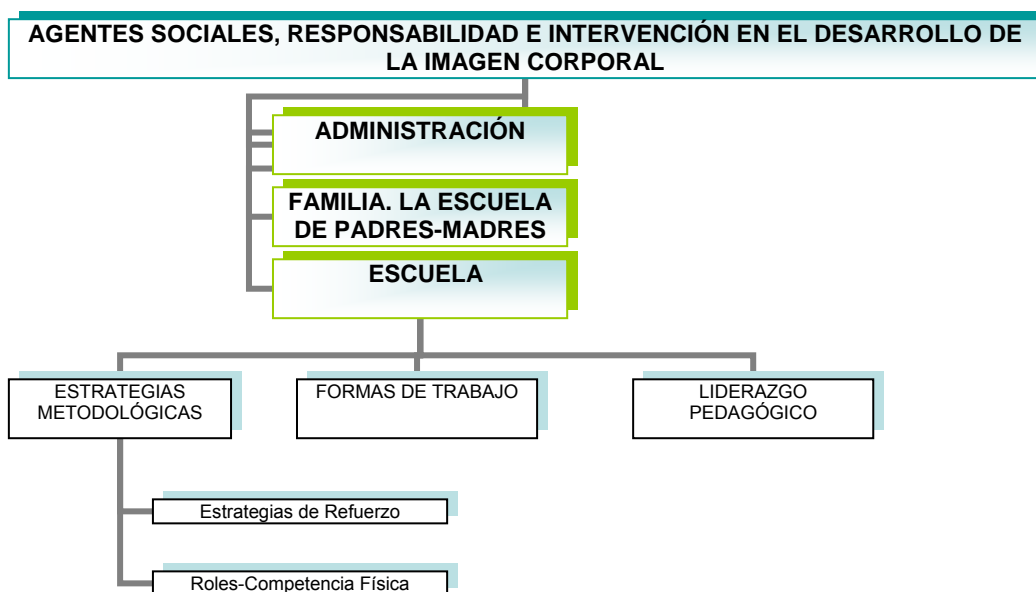 AGENTES SOCIALES, RESPONSABILIDAD E INTERVENCIÓN EN EL DESARROLLO DE
LA IMAGEN CORPORAL
ADMINISTRACIÓN
FAMILIA. LA ESCUELA
DE PADRES-MADRES
ESCUELA
ESTRATEGIAS
METODOLÓGICAS
FORMAS DE TRABAJO
LIDERAZGO
PEDAGÓGICO
Estrategias de Refuerzo
Roles-Competencia Física